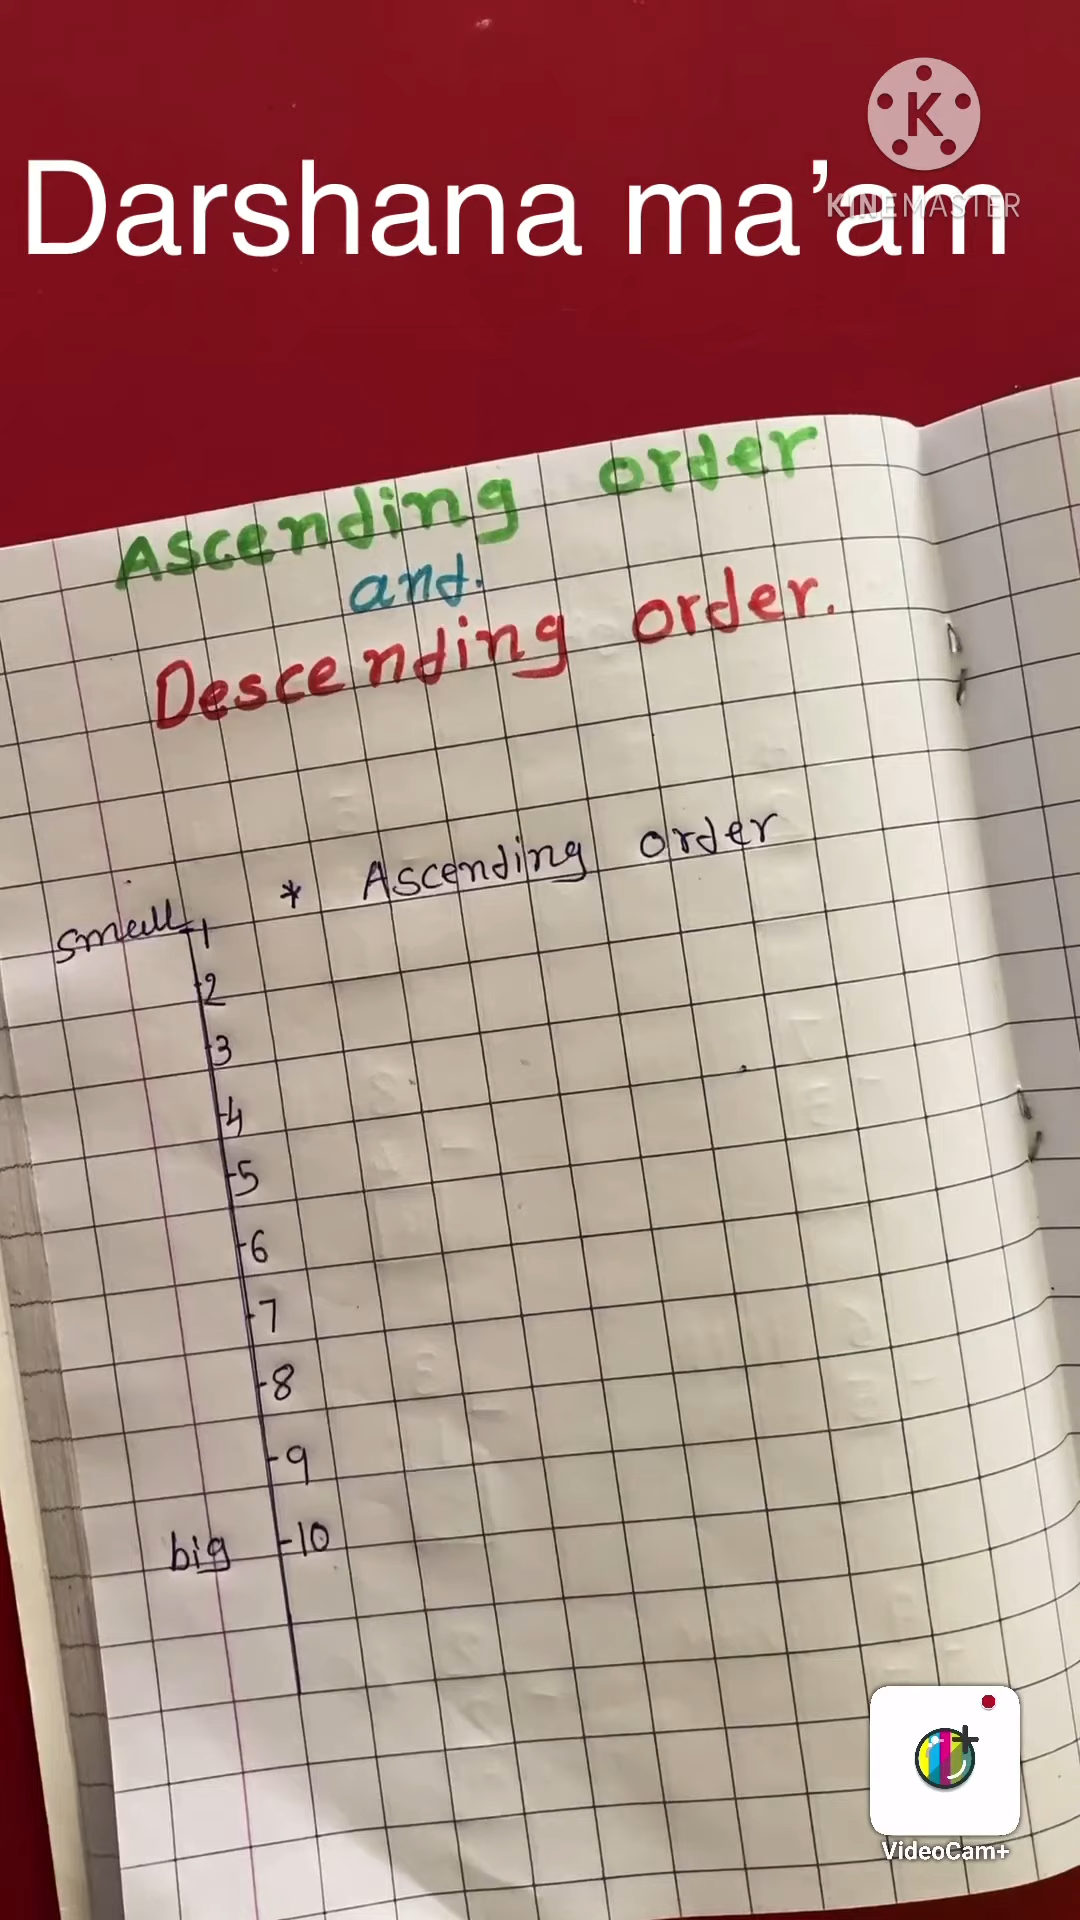 Darshana ma’am
K
KINEMASTER
Ascending order
and.
Descending order.
* Ascending order
small 1
2
3
4
5
6
7
8
9
big 10
VideoCam+